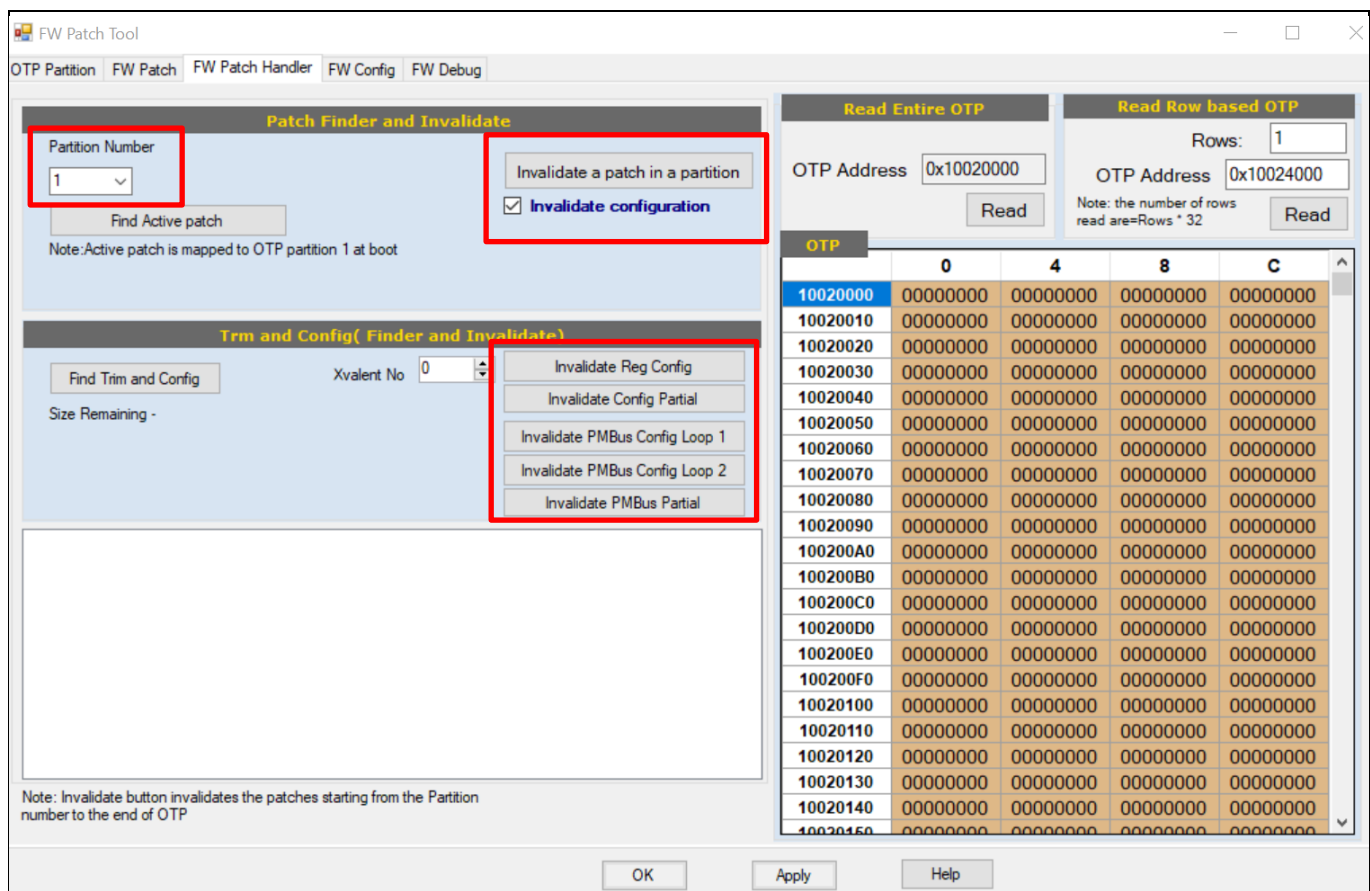 FW Patch Tool
OTP Partition FW Patch FW Patch Handler FW Config FW Debug
Patch Finder and Invalidate
Partition Number
1
Find Active patch
Note:Active patch is mapped to OTP partition 1 at boot
Invalidate a patch in a partition
Invalidate configuration
Trm and Config( Finder and Invalidate)
Find Trim and Config
Xvalent No 0
Size Remaining -
Invalidate Reg Config
Invalidate Config Partial
Invalidate PMBus Config Loop 1
Invalidate PMBus Config Loop 2
Invalidate PMBus Partial
Note: Invalidate button invalidates the patches starting from the Partition
number to the end of OTP
Read Entire OTP
OTP Address 0x10020000
Read
Read Row based OTP
Rows: 1
OTP Address 0x10024000
Note: the number of rows
read are=Rows * 32
Read
OTP
0 4 8 C
10020000 00000000 00000000 00000000 00000000
10020010 00000000 00000000 00000000 00000000
10020020 00000000 00000000 00000000 00000000
10020030 00000000 00000000 00000000 00000000
10020040 00000000 00000000 00000000 00000000
10020050 00000000 00000000 00000000 00000000
10020060 00000000 00000000 00000000 00000000
10020070 00000000 00000000 00000000 00000000
10020080 00000000 00000000 00000000 00000000
10020090 00000000 00000000 00000000 00000000
100200A0 00000000 00000000 00000000 00000000
100200B0 00000000 00000000 00000000 00000000
100200C0 00000000 00000000 00000000 00000000
100200D0 00000000 00000000 00000000 00000000
100200E0 00000000 00000000 00000000 00000000
100200F0 00000000 00000000 00000000 00000000
10020100 00000000 00000000 00000000 00000000
10020110 00000000 00000000 00000000 00000000
10020120 00000000 00000000 00000000 00000000
10020130 00000000 00000000 00000000 00000000
10020140 00000000 00000000 00000000 00000000
10020150 00000000 00000000 00000000 00000000
OK Apply Help